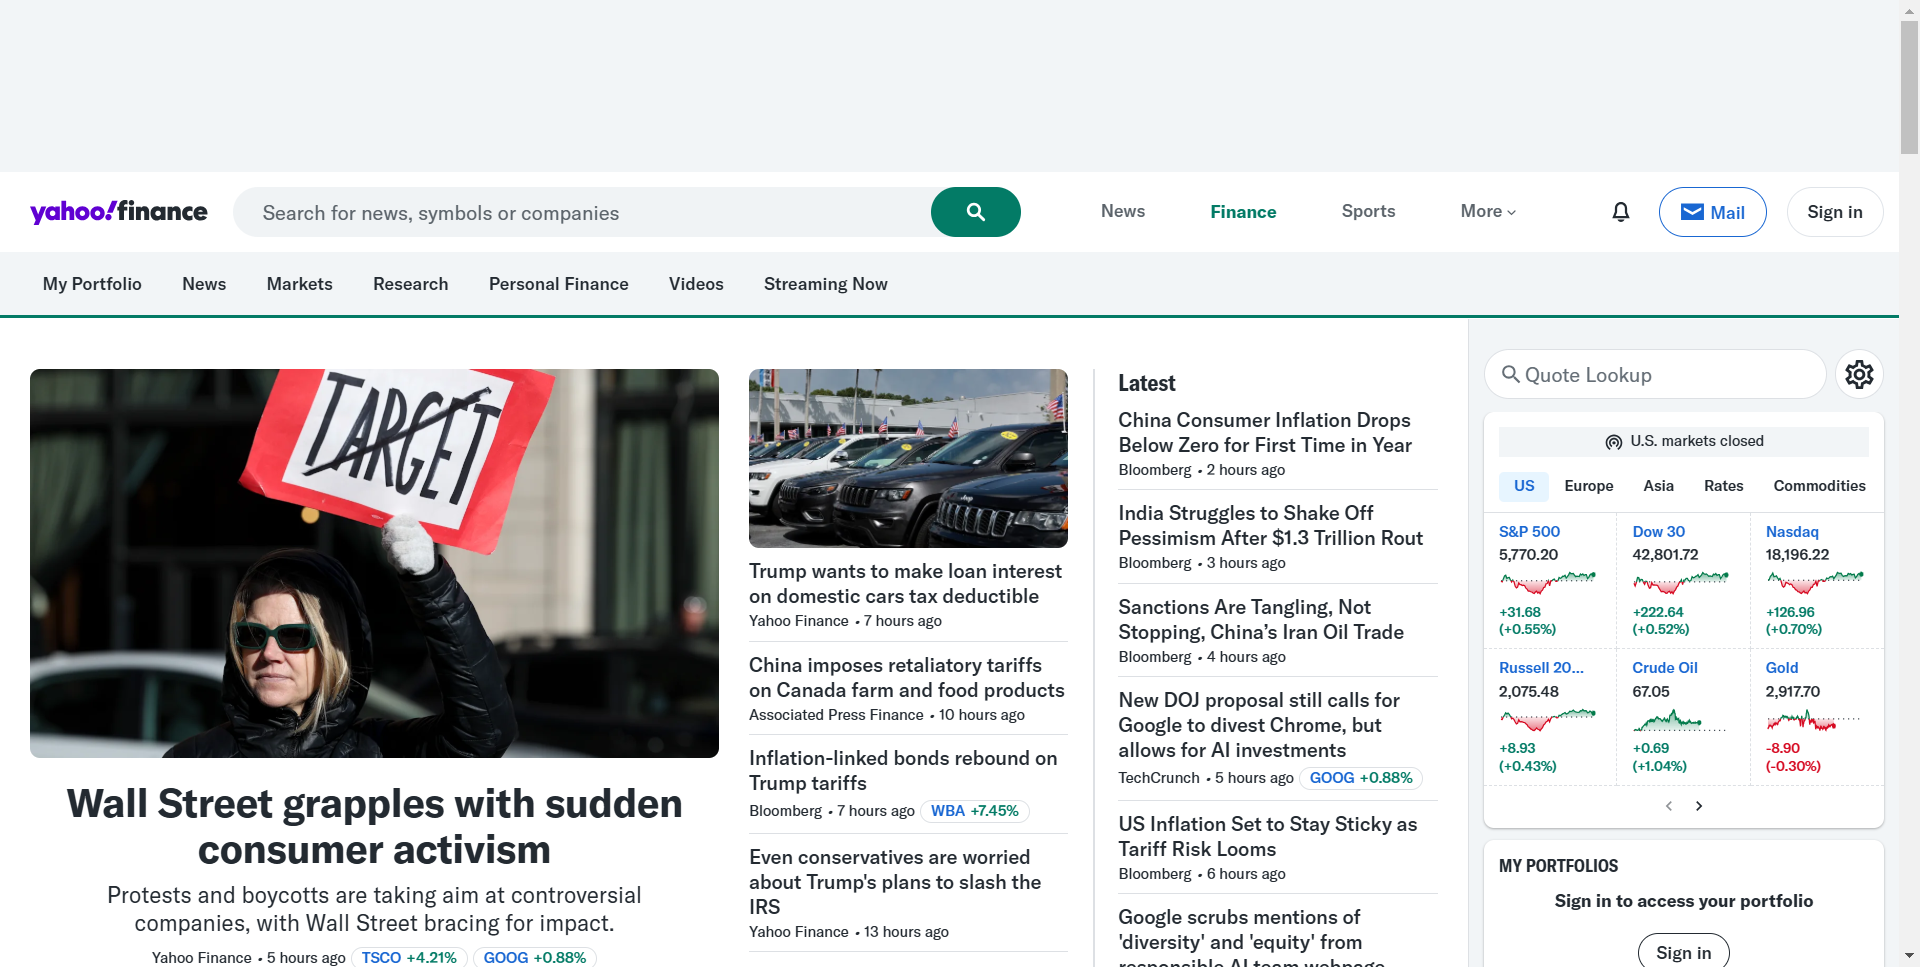 yahoo!finance
Search for news, symbols or companies
News
Finance
Sports
More
Mail
Sign in
My Portfolio
News
Markets
Research
Personal Finance
Videos
Streaming Now
TARGET
Wall Street grapples with sudden
consumer activism
Protests and boycotts are taking aim at controversial
companies, with Wall Street bracing for impact.
Yahoo Finance • 5 hours ago TSCO +4.21% GOOG +0.88%
Trump wants to make loan interest
on domestic cars tax deductible
Yahoo Finance • 7 hours ago
China imposes retaliatory tariffs
on Canada farm and food products
Associated Press Finance • 10 hours ago
Inflation-linked bonds rebound on
Trump tariffs
Bloomberg • 7 hours ago WBA +7.45%
Even conservatives are worried
about Trump's plans to slash the
IRS
Yahoo Finance • 13 hours ago
Latest
China Consumer Inflation Drops
Below Zero for First Time in Year
Bloomberg • 2 hours ago
India Struggles to Shake Off
Pessimism After $1.3 Trillion Rout
Bloomberg • 3 hours ago
Sanctions Are Tangling, Not
Stopping, China’s Iran Oil Trade
Bloomberg • 4 hours ago
New DOJ proposal still calls for
Google to divest Chrome, but
allows for AI investments
TechCrunch • 5 hours ago GOOG +0.88%
US Inflation Set to Stay Sticky as
Tariff Risk Looms
Bloomberg • 6 hours ago
Google scrubs mentions of
'diversity' and 'equity' from
responsible AI team webpage
Quote Lookup
U.S. markets closed
US
Europe
Asia
Rates
Commodities
S&P 500
5,770.20
+31.68
(+0.55%)
Dow 30
42,801.72
+222.64
(+0.52%)
Nasdaq
18,196.22
+126.96
(+0.70%)
Russell 20...
2,075.48
+8.93
(+0.43%)
Crude Oil
67.05
+0.69
(+1.04%)
Gold
2,917.70
-8.90
(-0.30%)
MY PORTFOLIOS
Sign in to access your portfolio
Sign in